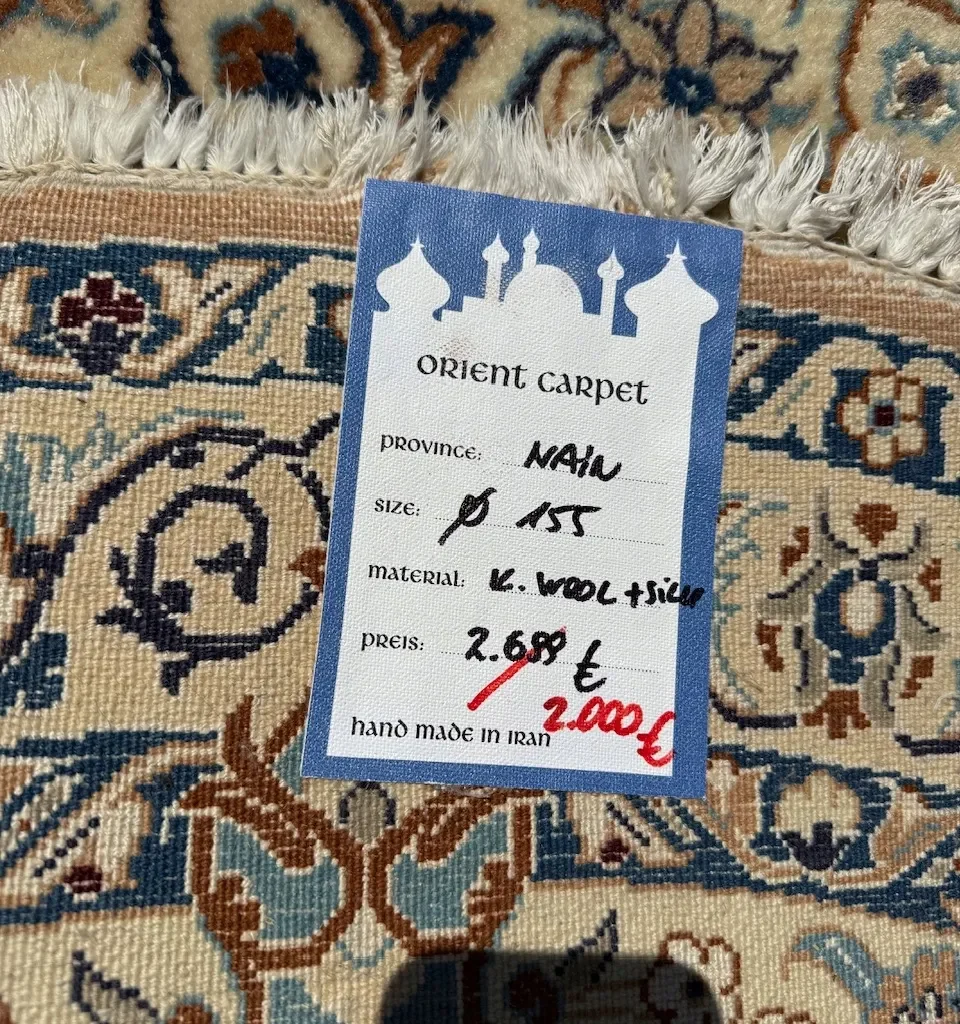 ORIENT CARPET
PROVINCE: NAIN
SIZE: Ø 155
MATERIAL: K. WOOL + SILK
PREIS: 2.699 €
2.000 €
HAND MADE IN IRAN